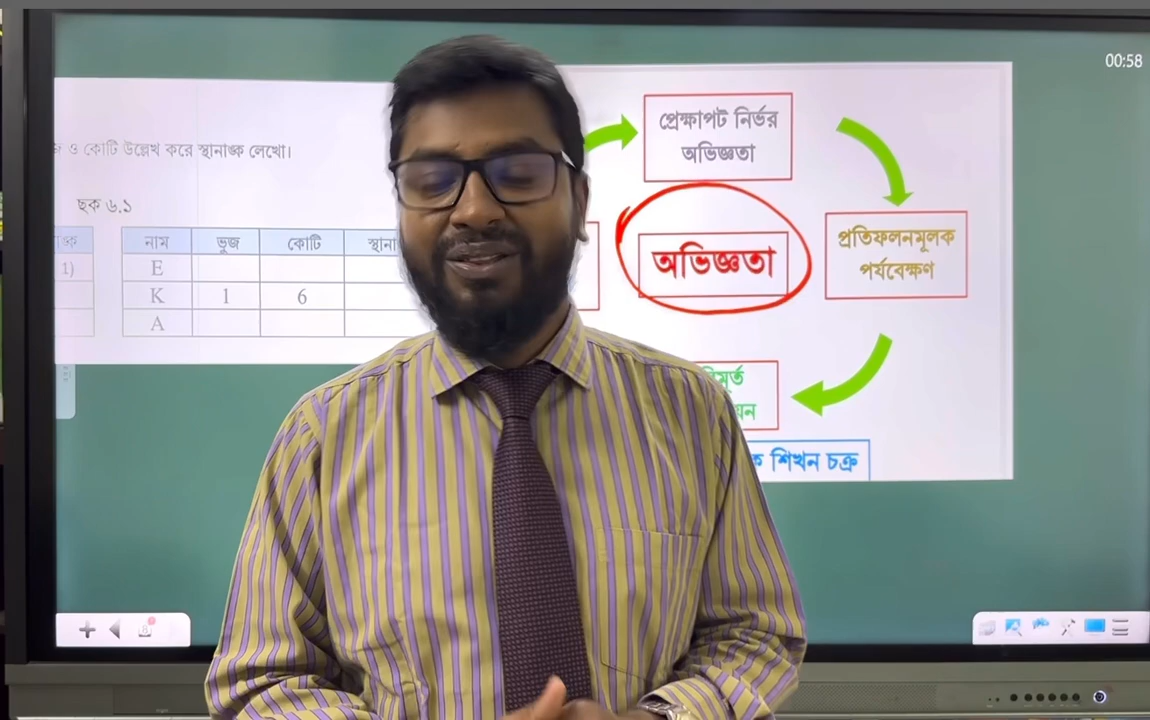 00:58
ও কোটি উল্লেখ করে স্থানাঙ্ক লেখো।
ছক ৬.১
নাম ভুজ কোটি
1) E
K 1 6
A
প্রেক্ষাপট নির্ভর
অভিজ্ঞতা
অভিজ্ঞতা
প্রতিফলনমূলক
পর্যবেক্ষণ
শিখন চক্র